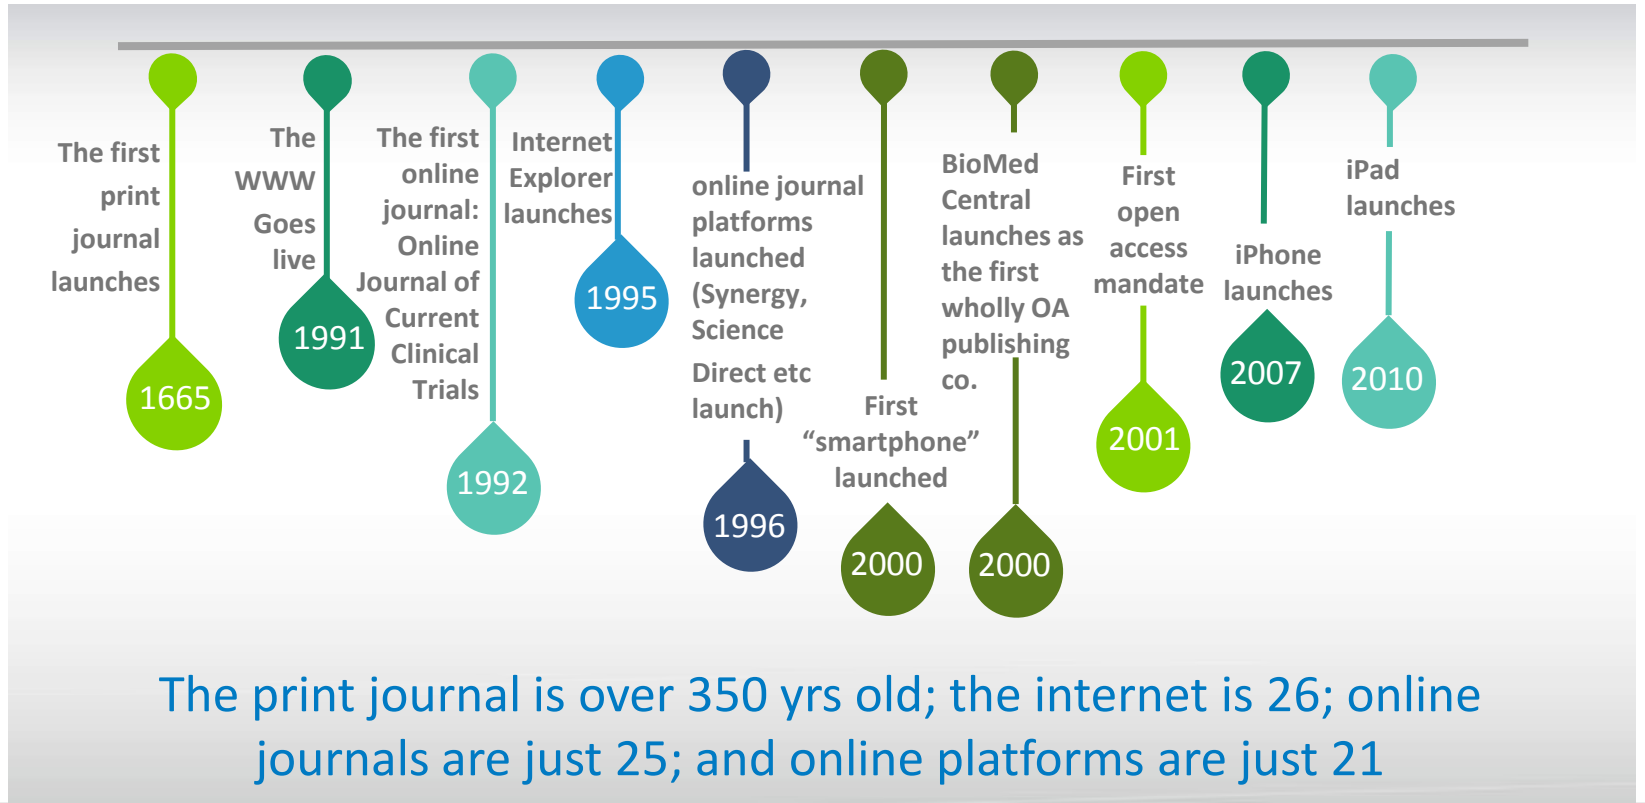 The first
print
journal
launches
1665
The
WWW
Goes
live
1991
The first
online
journal:
Online
Journal of
Current
Clinical
Trials
1992
Internet
Explorer
launches
1995
online journal
platforms
launched
(Synergy,
Science
Direct etc
launch)
1996
First
“smartphone”
launched
2000
BioMed
Central
launches as
the first
wholly OA
publishing
co.
2000
First
open
access
mandate
2001
iPhone
launches
2007
iPad
launches
2010
The print journal is over 350 yrs old; the internet is 26; online
journals are just 25; and online platforms are just 21